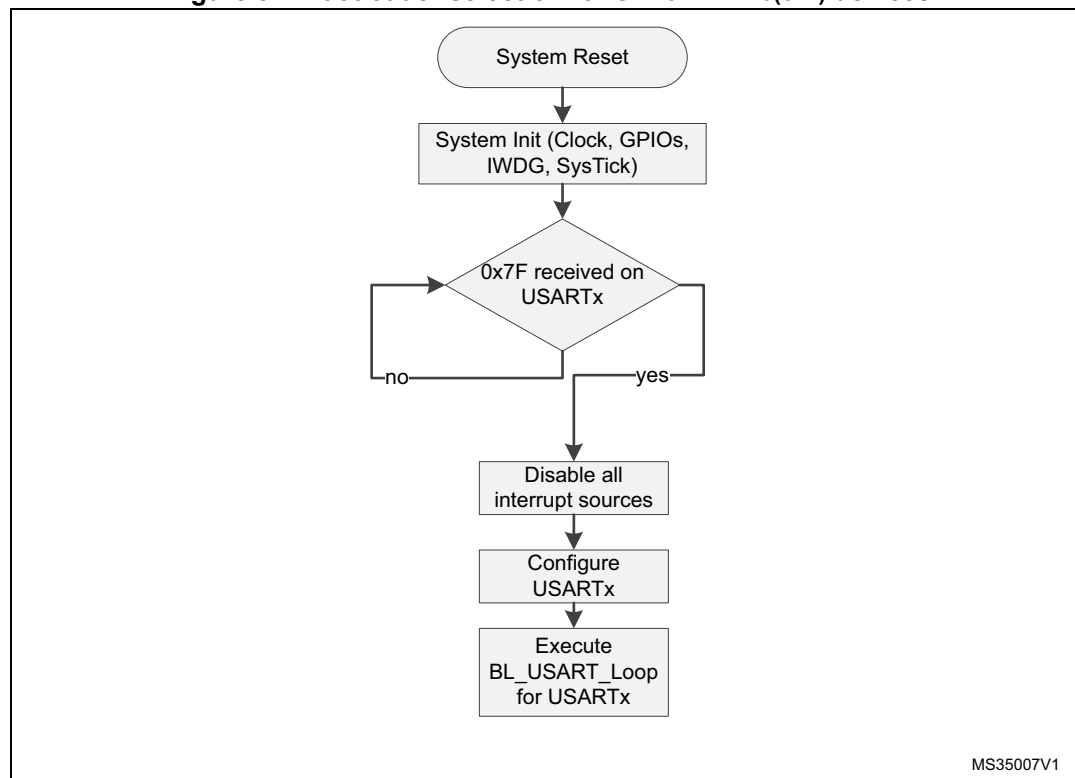 System Reset
System Init (Clock, GPIOs,
IWDG, SysTick)
0x7F received on
USARTx
no
yes
Disable all
interrupt sources
Configure
USARTx
Execute
BL_USART_Loop
for USARTx
MS35007V1